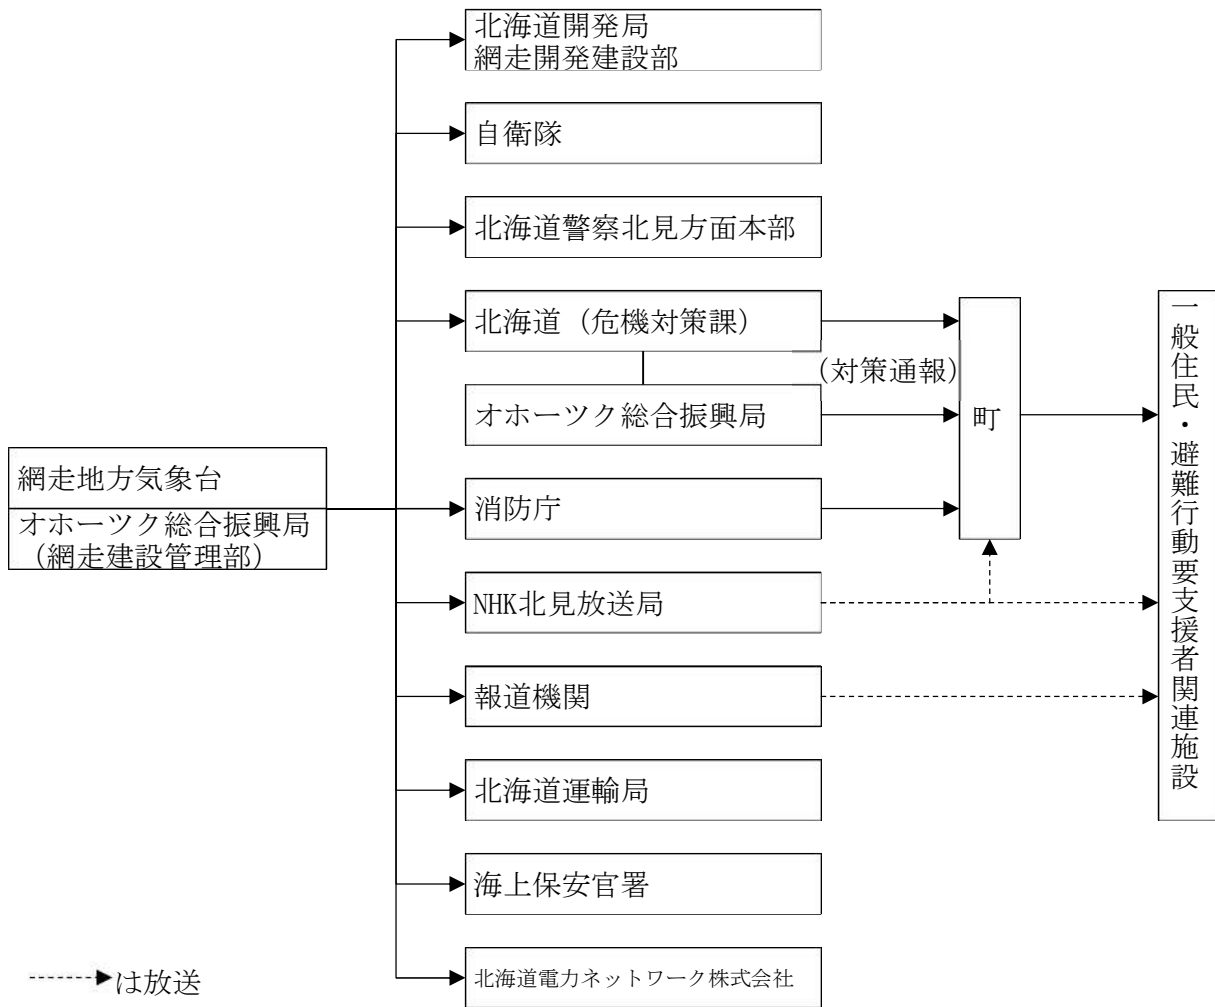 北海道開発局
網走開発建設部
自衛隊
北海道警察北見方面本部
北海道（危機対策課）
（対策通報）
オホーツク総合振興局
町
網走地方気象台
オホーツク総合振興局
（網走建設管理部）
消防庁
NHK北見放送局
報道機関
北海道運輸局
海上保安官署
北海道電力ネットワーク株式会社
一般住民・避難行動要支援者関連施設
は放送